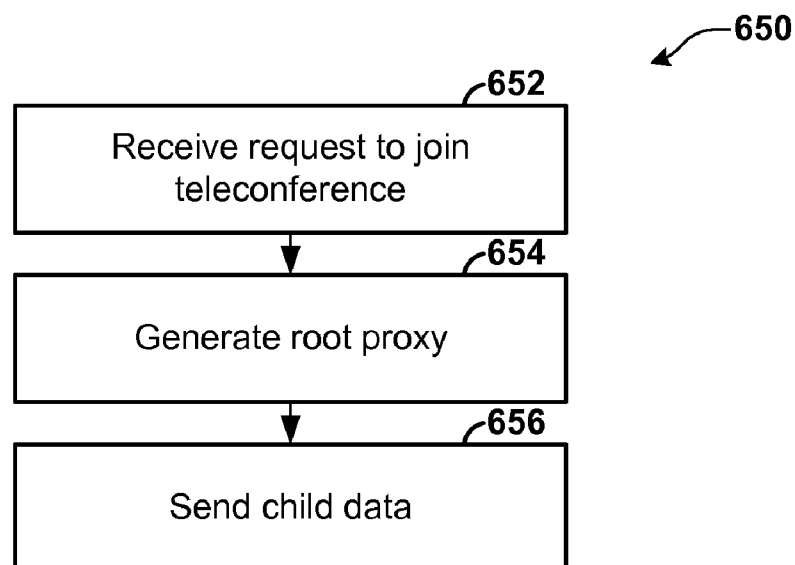 650
652
Receive request to join
teleconference
654
Generate root proxy
656
Send child data